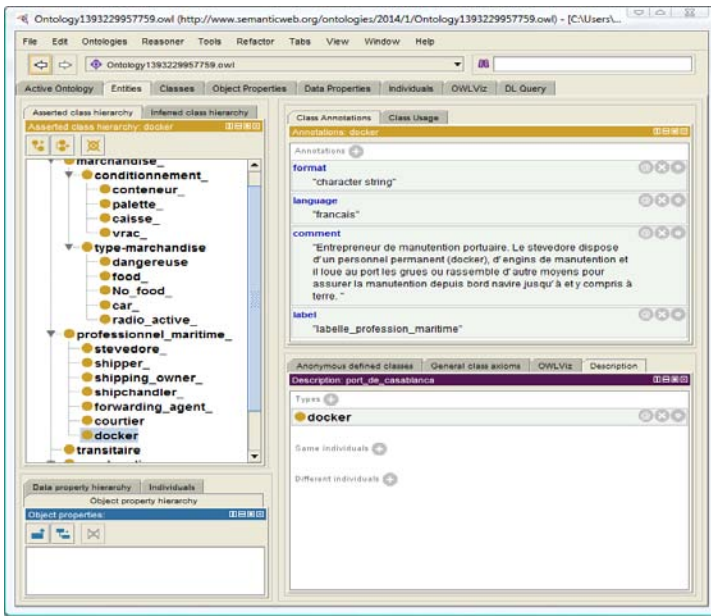 Ontology1393229957759.owl (http://www.semanticweb.org/ontologies/2014/1/Ontology1393229957759.owl) - [C:\Users\...
File Edit Ontologies Reasoner Tools Refactor Tabs View Window Help
Ontology1393229957759.owl
Active Ontology Entities Classes Object Properties Data Properties Individuals OWLViz DL Query
Asserted class hierarchy Inferred class hierarchy
Asserted class hierarchy: docker
marchandise_
conditionnement_
conteneur_
palette_
caisse_
vrac_
type-marchandise
dangereuse
food_
No_food_
car_
radio_active_
professionnel_maritime_
stevedore_
shipper_
shipping_owner_
shipchandler_
forwarding_agent_
courtier
docker
transitaire
Data property hierarchy Individuals
Object property hierarchy
Object properties:
Class Annotations Class Usage
Annotations: docker
Annotations
format
"character string"
language
"francais"
comment
"Entrepreneur de manutention portuaire. Le stevedore dispose
d'un personnel permanent (docker), d'engins de manutention et
il loue au port les grues ou rassemble d'autre moyens pour
assurer la manutention depuis bord navire jusqu'à et y compris à
terre. "
label
"labelle_profession_maritime"
Anonymous defined classes General class axioms OWLViz Description
Description: port_de_casablanca
Types
docker
Same individuals
Different individuals